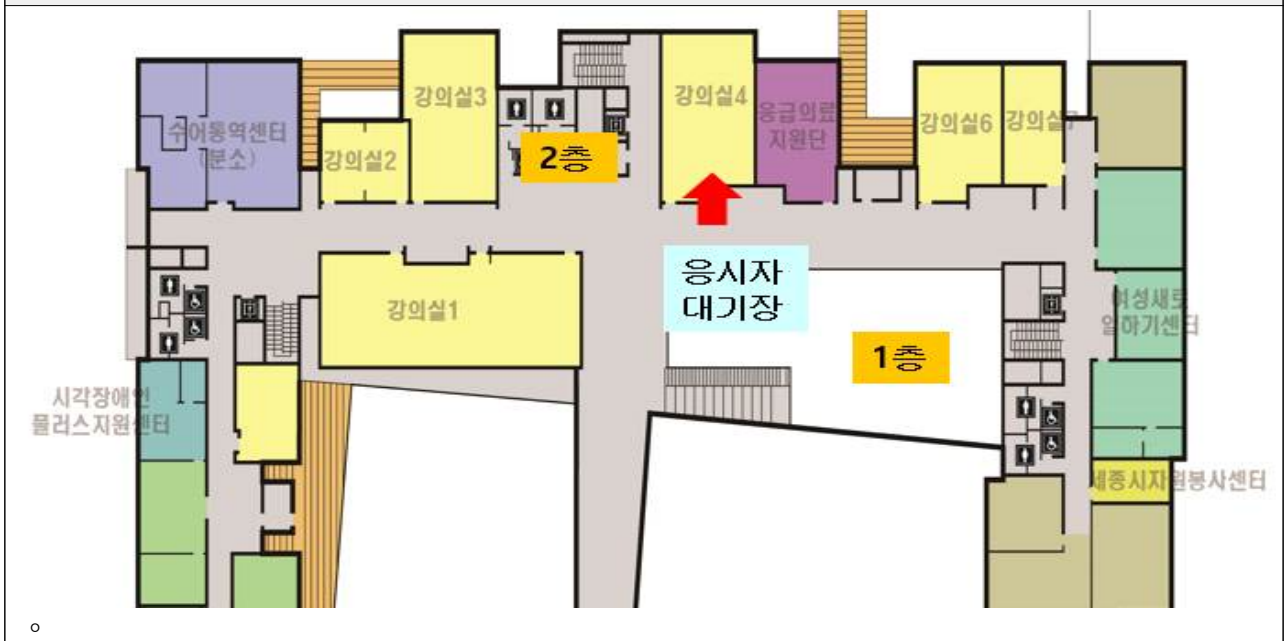 강의실3
강의실4
응급의료
지원단
강의실6
강의실7
수어통역센터
(분소)
강의실2
2층
응시자
대기장
강의실1
1층
여성새로
일하기센터
시각장애인
플러스지원센터
세종시자원봉사센터
○